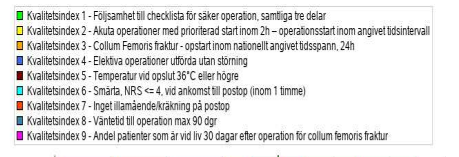 Kvalitetsindex 1 - Följsamhet till checklista för säker operation, samtliga tre delar
Kvalitetsindex 2 - Akuta operationer med prioriterad start inom 2h – operationsstart inom angivet tidsintervall
Kvalitetsindex 3 - Collum Femoris fraktur - opstart inom nationellt angivet tidsspann, 24h
Kvalitetsindex 4 - Elektiva operationer utförda utan störning
Kvalitetsindex 5 - Temperatur vid opslut 36°C eller högre
Kvalitetsindex 6 - Smärta, NRS <= 4, vid ankomst till postop (inom 1 timme)
Kvalitetsindex 7 - Inget illamående/kräkning på postop
Kvalitetsindex 8 - Väntetid till operation max 90 dgr
Kvalitetsindex 9 - Andel patienter som är vid liv 30 dagar efter operation för collum femoris fraktur